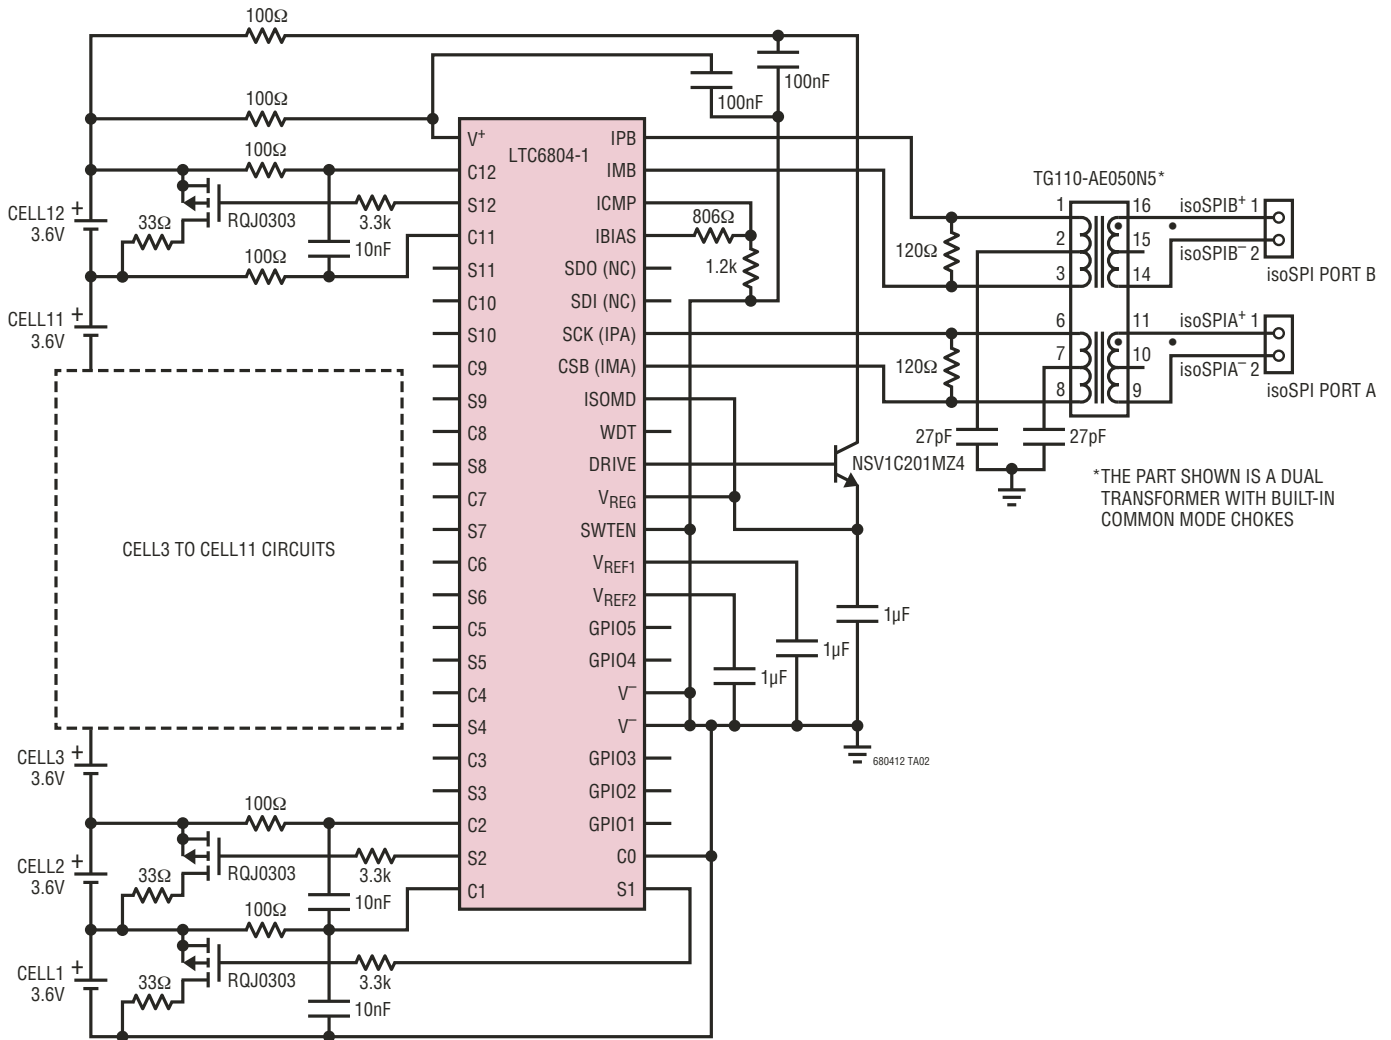 100Ω
100nF
100nF
100Ω
100Ω
CELL12
3.6V
+
33Ω
RQJ0303
3.3k
10nF
100Ω
CELL11
3.6V
+
CELL3 TO CELL11 CIRCUITS
CELL3
3.6V
+
100Ω
CELL2
3.6V
+
33Ω
RQJ0303
3.3k
10nF
100Ω
CELL1
3.6V
+
33Ω
RQJ0303
3.3k
10nF
LTC6804-1
V+
C12
S12
C11
S11
C10
S10
C9
S9
C8
S8
C7
S7
C6
S6
C5
S5
C4
S4
C3
S3
C2
S2
C1
IPB
IMB
ICMP
IBIAS
SDO (NC)
SDI (NC)
SCK (IPA)
CSB (IMA)
ISOMD
WDT
DRIVE
VREG
SWTEN
VREF1
VREF2
GPIO5
GPIO4
V–
V–
GPIO3
GPIO2
GPIO1
C0
S1
806Ω
1.2k
120Ω
120Ω
TG110-AE050N5*
1
2
3
6
7
8
16
15
14
11
10
9
isoSPIB+ 1
isoSPIB– 2
isoSPI PORT B
isoSPIA+ 1
isoSPIA– 2
isoSPI PORT A
27pF
27pF
NSV1C201MZ4
*THE PART SHOWN IS A DUAL
TRANSFORMER WITH BUILT-IN
COMMON MODE CHOKES
1µF
1µF
1µF
680412 TA02